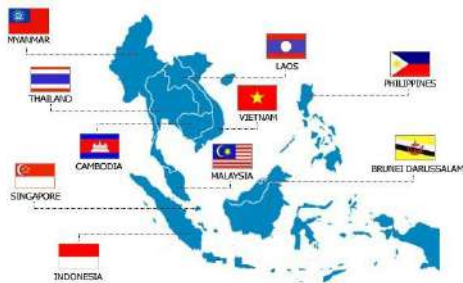 MYANMAR
LAOS
PHILIPPINES
THAILAND
VIETNAM
CAMBODIA
MALAYSIA
BRUNEI DARUSSALAM
SINGAPORE
INDONESIA